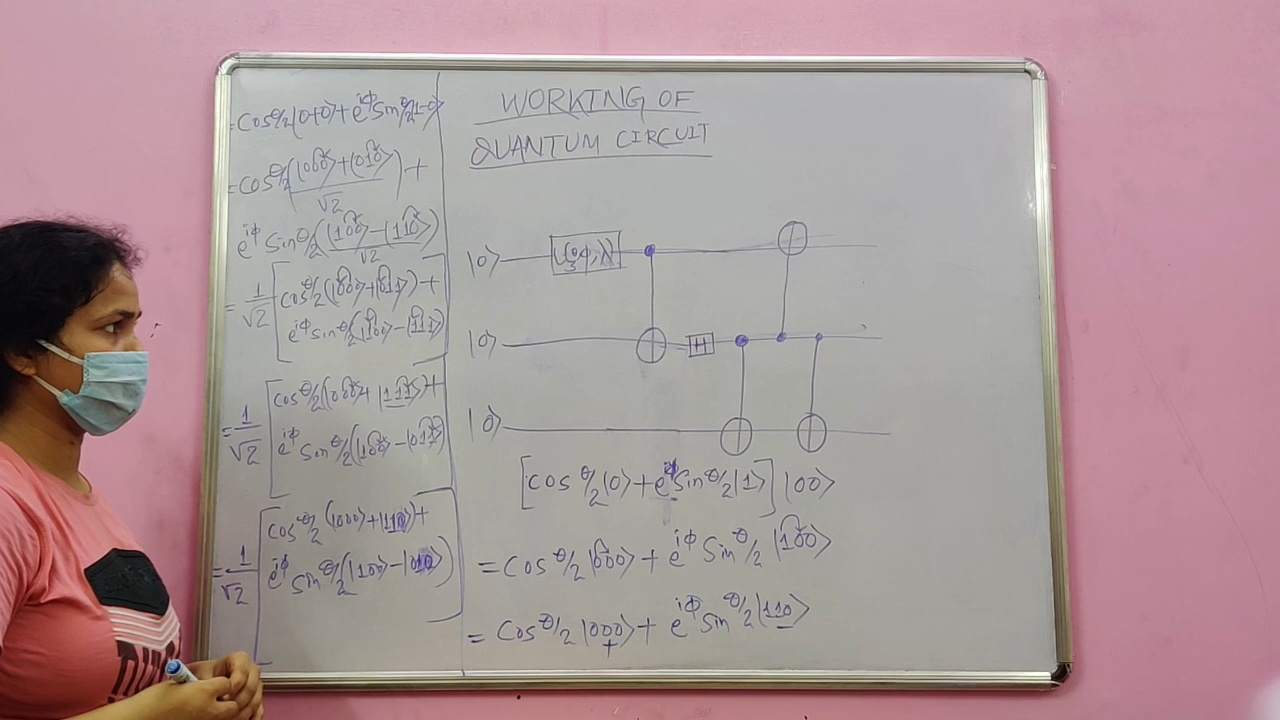 WORKING OF
QUANTUM CIRCUIT
|0⟩ U3(θ,φ,λ)
|0⟩ H
|0⟩
[cos θ/2 |0⟩ + e^iφ sin θ/2 |1⟩] |00⟩
= cos θ/2 |000⟩ + e^iφ sin θ/2 |100⟩
= cos θ/2 |000⟩ + e^iφ sin θ/2 |110⟩
= cos θ/2 |0+0⟩ + e^iφ sin θ/2 |1-0⟩
= cos θ/2 (|000⟩ + |010⟩ / √2) +
e^iφ sin θ/2 (|100⟩ - |110⟩ / √2)
= 1/√2 [cos θ/2 (|000⟩ + |011⟩) +
e^iφ sin θ/2 (|100⟩ - |111⟩)]
= 1/√2 [cos θ/2 (|000⟩ + |111⟩) +
e^iφ sin θ/2 (|100⟩ - |011⟩)]
= 1/√2 [cos θ/2 (|000⟩ + |110⟩) +
e^iφ sin θ/2 (|100⟩ - |010⟩)]